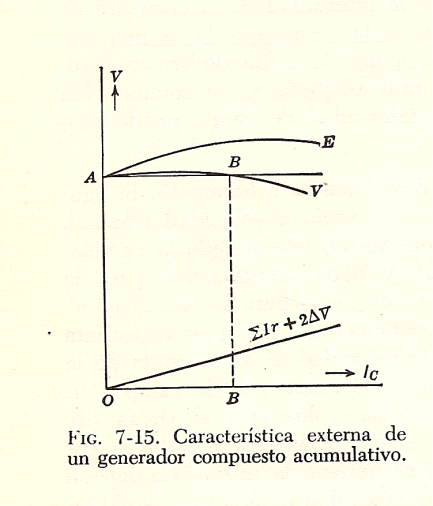 V
E
B
A
V
ΣIr + 2ΔV
I_C
O
B
FIG. 7-15. Característica externa de
un generador compuesto acumulativo.